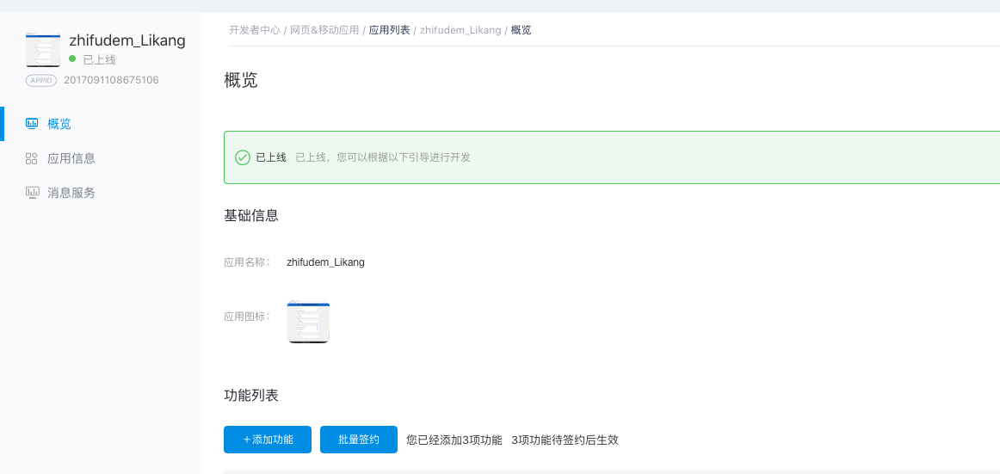 zhifudem_Likang
已上线
APPID 2017091108675106
概览
应用信息
消息服务
开发者中心 / 网页&移动应用 / 应用列表 / zhifudem_Likang / 概览
概览
已上线 已上线，您可以根据以下引导进行开发
基础信息
应用名称： zhifudem_Likang
应用图标：
功能列表
＋添加功能 批量签约 您已经添加3项功能 3项功能待签约后生效